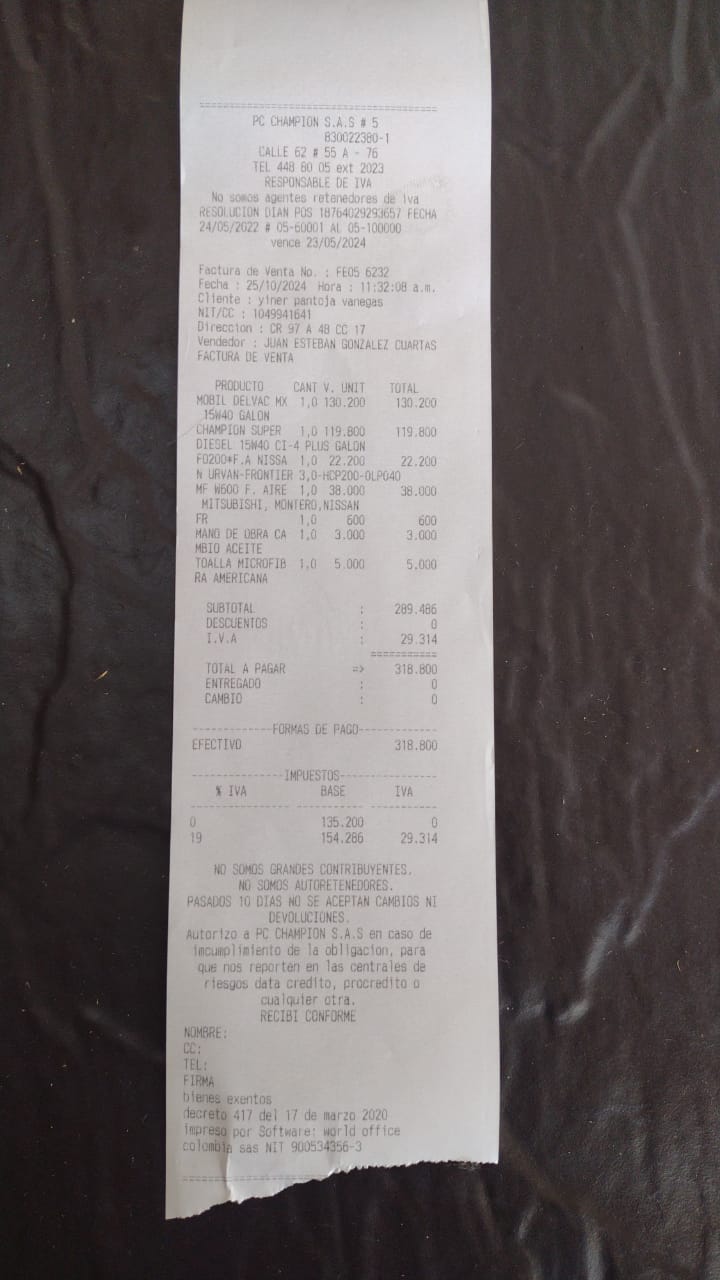 PC CHAMPION S.A.S # 5
830022380-1
CALLE 62 # 55 A - 76
TEL 448 80 05 ext 2023
RESPONSABLE DE IVA
No somos agentes retenedores de iva
RESOLUCION DIAN POS 18764029293657 FECHA
24/05/2022 # 05-60001 AL 05-100000
vence 23/05/2024
Factura de Venta No. : FE05 6232
Fecha : 25/10/2024 Hora : 11:32:08 a.m.
Cliente : yiner pantoja vanegas
NIT/CC : 1049941641
Direccion : CR 97 A 48 CC 17
Vendedor : JUAN ESTEBAN GONZALEZ CUARTAS
FACTURA DE VENTA
PRODUCTO CANT V. UNIT TOTAL
MOBIL DELVAC MX 1,0 130.200 130.200
15W40 GALON
CHAMPION SUPER 1,0 119.800 119.800
DIESEL 15W40 CI-4 PLUS GALON
FO200*F.A NISSA 1,0 22.200 22.200
N URVAN-FRONTIER 3,0-HCP200-OLP040
MF W600 F. AIRE 1,0 38.000 38.000
MITSUBISHI, MONTERO,NISSAN
FR 1,0 600 600
MANO DE OBRA CA 1,0 3.000 3.000
MBIO ACEITE
TOALLA MICROFIB 1,0 5.000 5.000
RA AMERICANA
SUBTOTAL : 289.486
DESCUENTOS : 0
I.V.A : 29.314
===========
TOTAL A PAGAR => 318.800
ENTREGADO : 0
CAMBIO : 0
-------------FORMAS DE PAGO-------------
EFECTIVO 318.800
---------------IMPUESTOS----------------
% IVA BASE IVA
0 135.200 0
19 154.286 29.314
NO SOMOS GRANDES CONTRIBUYENTES.
NO SOMOS AUTORETENEDORES.
PASADOS 10 DIAS NO SE ACEPTAN CAMBIOS NI
DEVOLUCIONES.
Autorizo a PC CHAMPION S.A.S en caso de
imcumplimiento de la obligacion, para
que nos reporten en las centrales de
riesgos data credito, procredito o
cualquier otra.
RECIBI CONFORME
NOMBRE:
CC:
TEL:
FIRMA
bienes exentos
decreto 417 del 17 de marzo 2020
impreso por Software: world office
colombia sas NIT 900534356-3